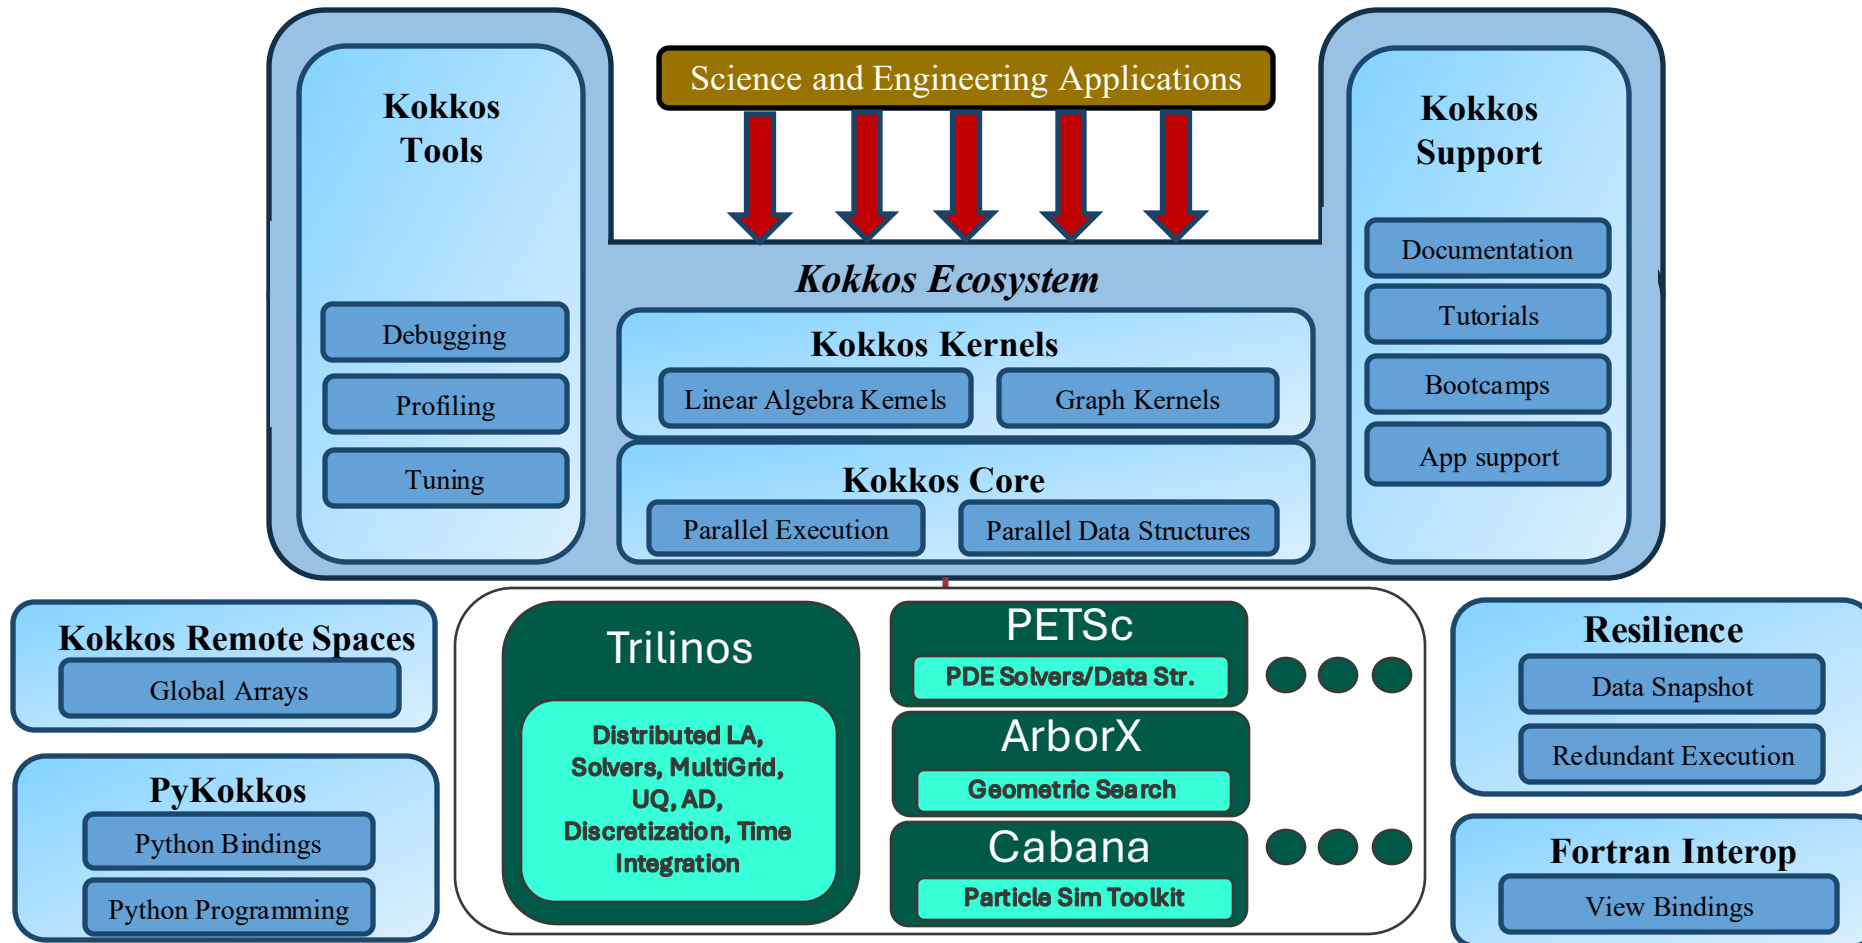 Science and Engineering Applications
Kokkos
Tools
Debugging
Profiling
Tuning
Kokkos Ecosystem
Kokkos Kernels
Linear Algebra Kernels
Graph Kernels
Kokkos Core
Parallel Execution
Parallel Data Structures
Kokkos
Support
Documentation
Tutorials
Bootcamps
App support
Kokkos Remote Spaces
Global Arrays
PyKokkos
Python Bindings
Python Programming
Trilinos
Distributed LA,
Solvers, MultiGrid,
UQ, AD,
Discretization, Time
Integration
PETSc
PDE Solvers/Data Str.
ArborX
Geometric Search
Cabana
Particle Sim Toolkit
Resilience
Data Snapshot
Redundant Execution
Fortran Interop
View Bindings